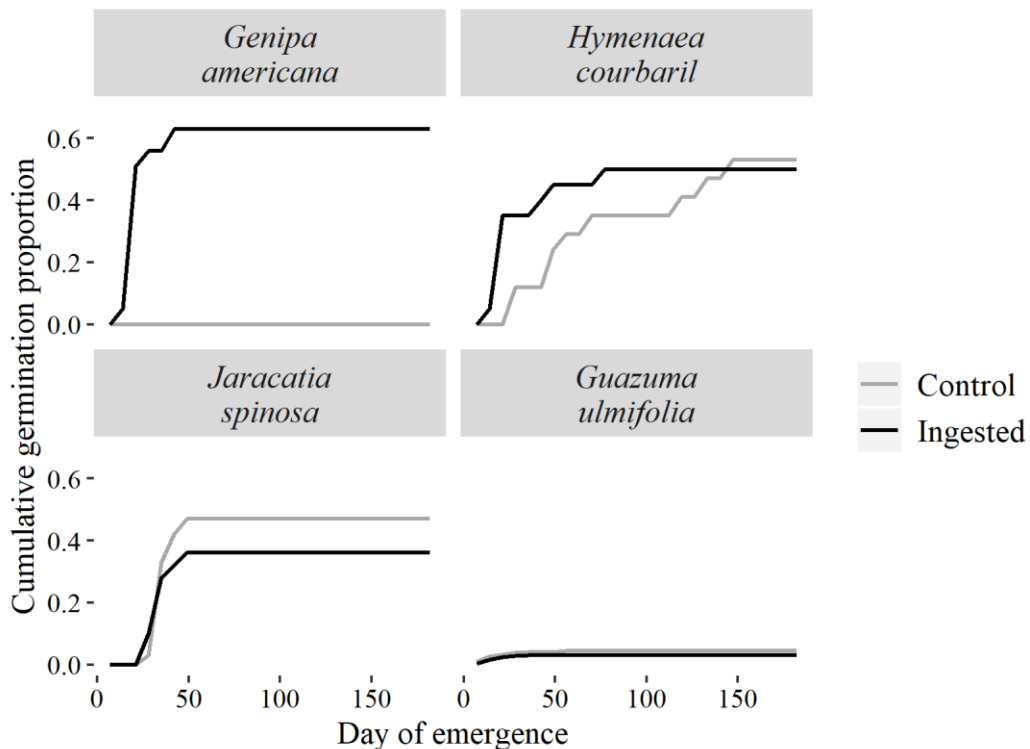 Genipa
americana
Hymenaea
courbaril
Cumulative germination proportion
0.6
0.4
0.2
0.0
Jaracatia
spinosa
Guazuma
ulmifolia
Control
Ingested
0.6
0.4
0.2
0.0
0 50 100 150 0 50 100 150
Day of emergence